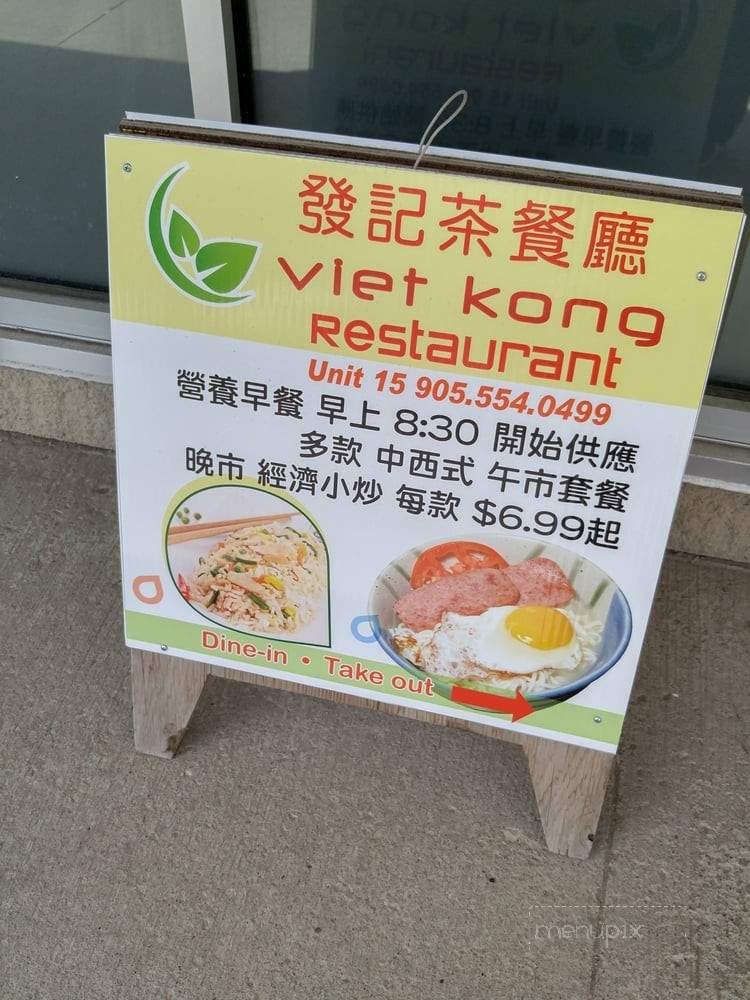 發記茶餐廳
Viet Kong
Restaurant
Unit 15 905.554.0499
營養早餐 早上 8:30 開始供應
多款 中西式 午市套餐
晚市 經濟小炒 每款 $6.99起
Dine-in • Take out
menupix